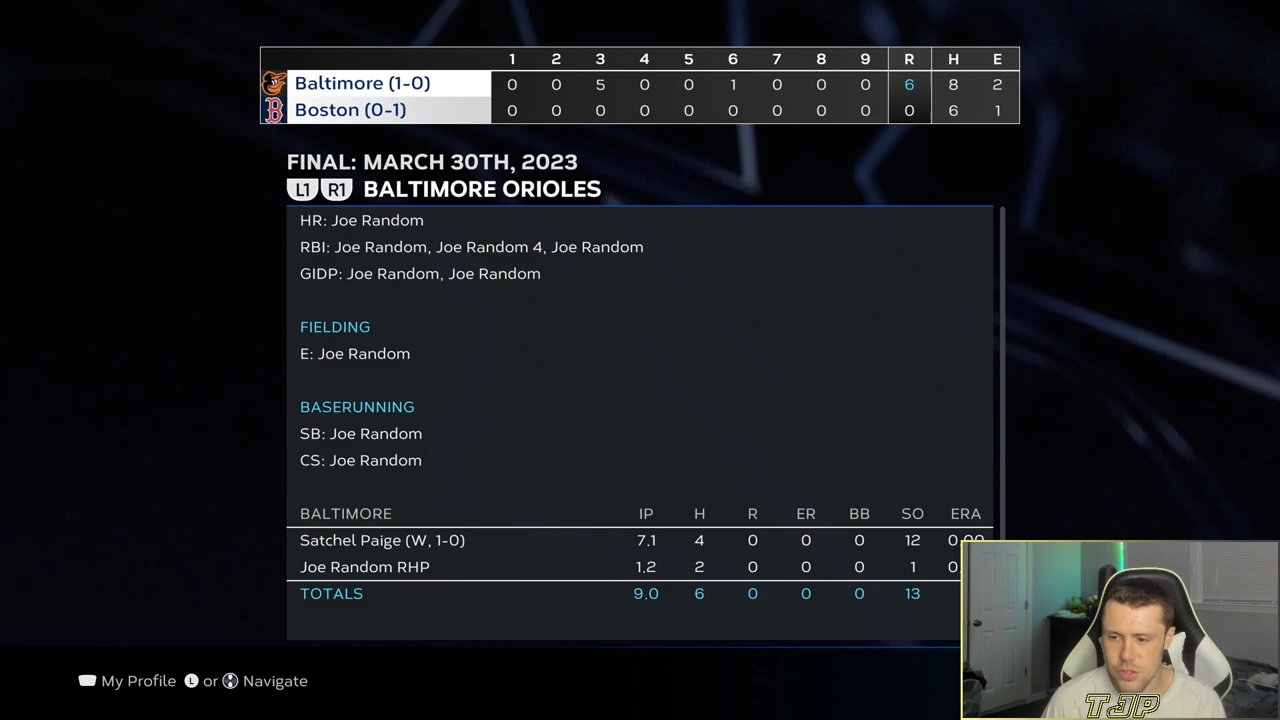 1 2 3 4 5 6 7 8 9 R H E
Baltimore (1-0) 0 0 5 0 0 1 0 0 0 6 8 2
Boston (0-1) 0 0 0 0 0 0 0 0 0 0 6 1
FINAL: MARCH 30TH, 2023
L1 R1 BALTIMORE ORIOLES
HR: Joe Random
RBI: Joe Random, Joe Random 4, Joe Random
GIDP: Joe Random, Joe Random
FIELDING
E: Joe Random
BASERUNNING
SB: Joe Random
CS: Joe Random
BALTIMORE IP H R ER BB SO ERA
Satchel Paige (W, 1-0) 7.1 4 0 0 0 12
Joe Random RHP 1.2 2 0 0 0 1
TOTALS 9.0 6 0 0 0 13
My Profile L or Navigate
TJP